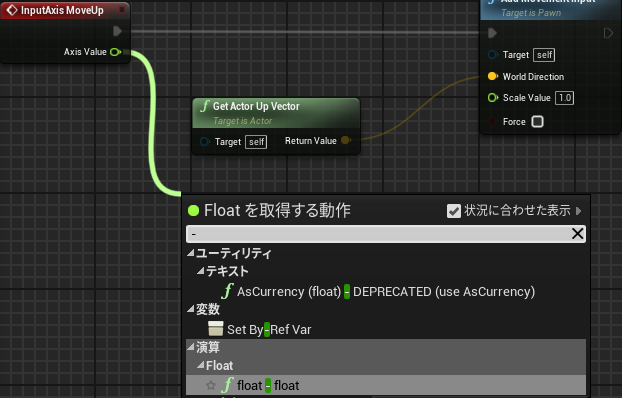 InputAxis MoveUp
Axis Value
Add Movement Input
Target is Pawn
Target self
World Direction
Scale Value 1.0
Force
Get Actor Up Vector
Target is Actor
Target self
Return Value
Float を取得する動作
状況に合わせた表示
-
ユーティリティ
テキスト
AsCurrency (float) - DEPRECATED (use AsCurrency)
変数
Set By-Ref Var
演算
Float
float - float